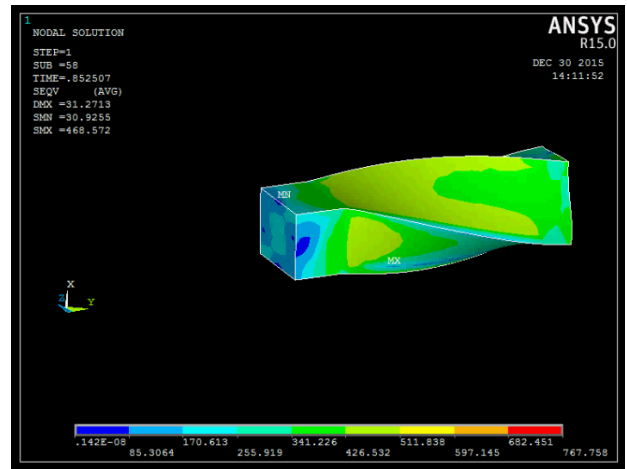 1
NODAL SOLUTION
STEP=1
SUB =58
TIME=.852507
SEQV (AVG)
DMX =31.2713
SMN =30.9255
SMX =468.572
ANSYS
R15.0
DEC 30 2015
14:11:52
MN
MX
X
Z Y
.142E-08 170.613 341.226 511.838 682.451
85.3064 255.919 426.532 597.145 767.758